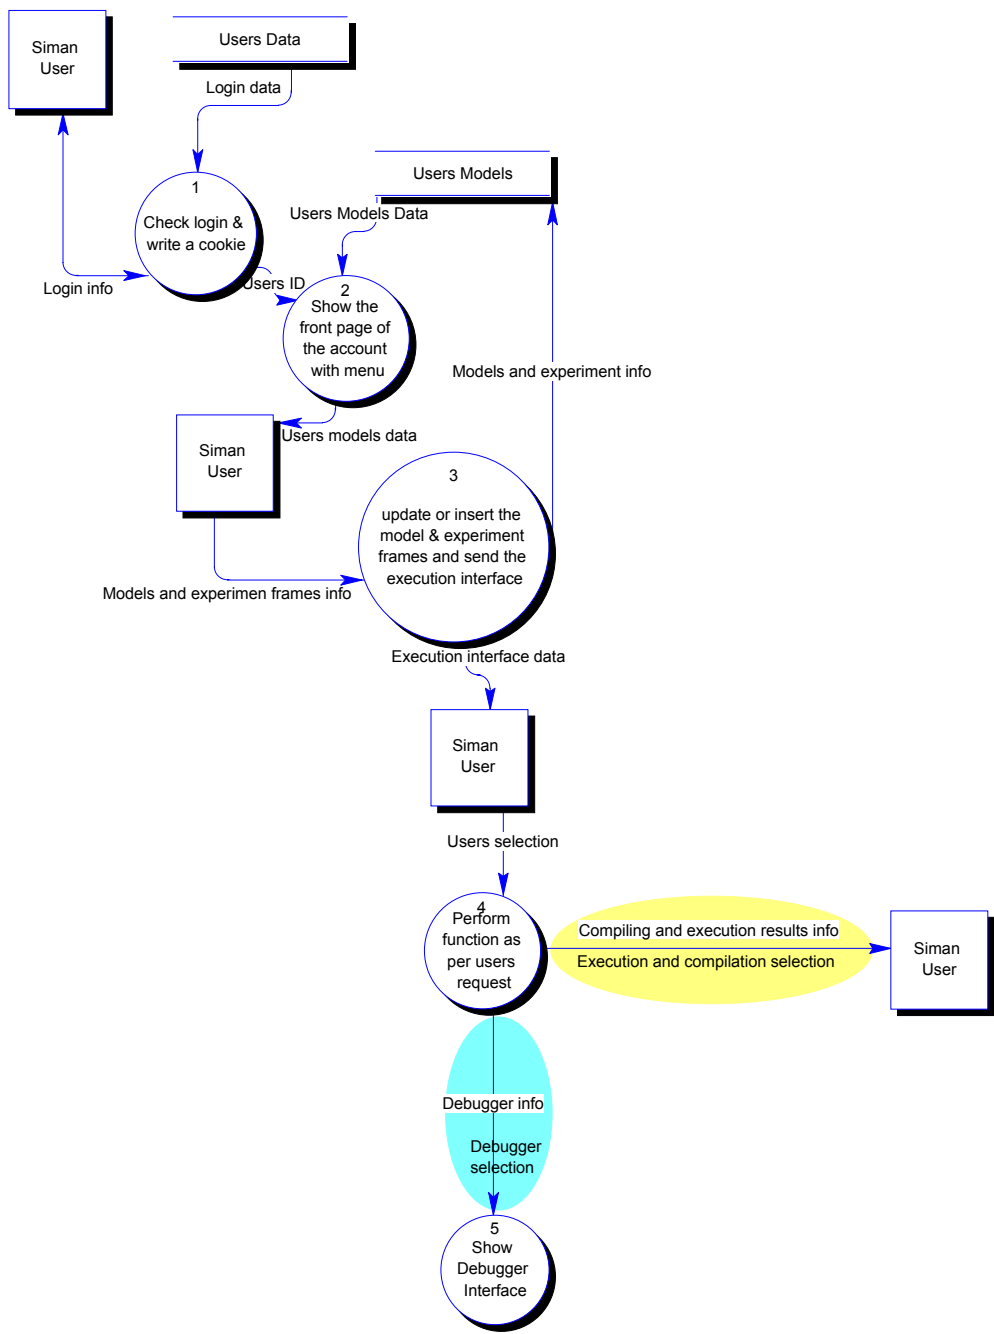 Siman
User
Users Data
Login data
1
Check login &
write a cookie
Login info
Users ID
Users Models
Users Models Data
2
Show the
front page of
the account
with menu
Models and experiment info
Users models data
Siman
User
3
update or insert the
model & experiment
frames and send the
execution interface
Models and experimen frames info
Execution interface data
Siman
User
Users selection
4
Perform
function as
per users
request
Compiling and execution results info
Execution and compilation selection
Siman
User
Debugger info
Debugger
selection
5
Show
Debugger
Interface